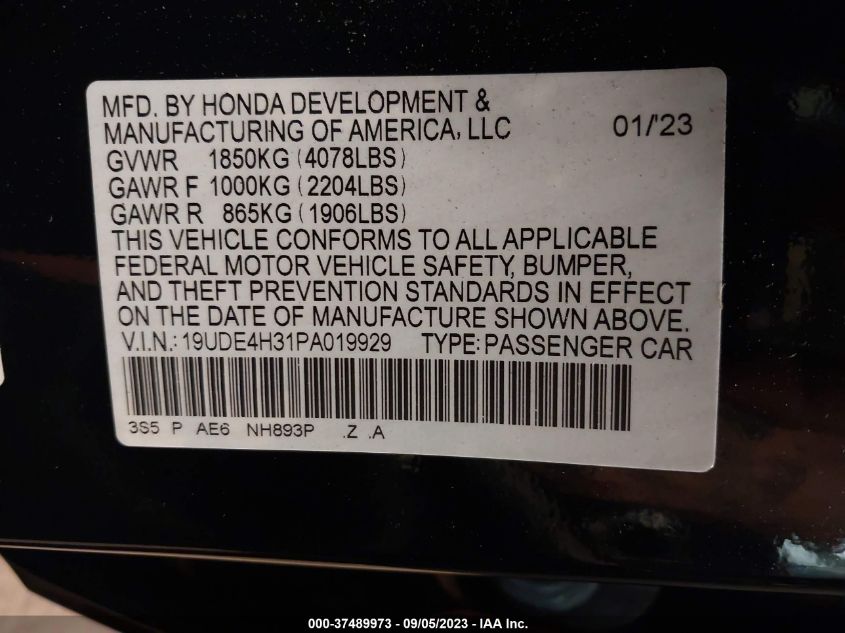 MFD. BY HONDA DEVELOPMENT &
MANUFACTURING OF AMERICA, LLC 01/'23
GVWR 1850KG (4078LBS)
GAWR F 1000KG (2204LBS)
GAWR R 865KG (1906LBS)
THIS VEHICLE CONFORMS TO ALL APPLICABLE
FEDERAL MOTOR VEHICLE SAFETY, BUMPER,
AND THEFT PREVENTION STANDARDS IN EFFECT
ON THE DATE OF MANUFACTURE SHOWN ABOVE.
V.I.N.: 19UDE4H31PA019929 TYPE: PASSENGER CAR
3S5 P AE6 NH893P .Z .A
000-37489973 - 09/05/2023 - IAA Inc.